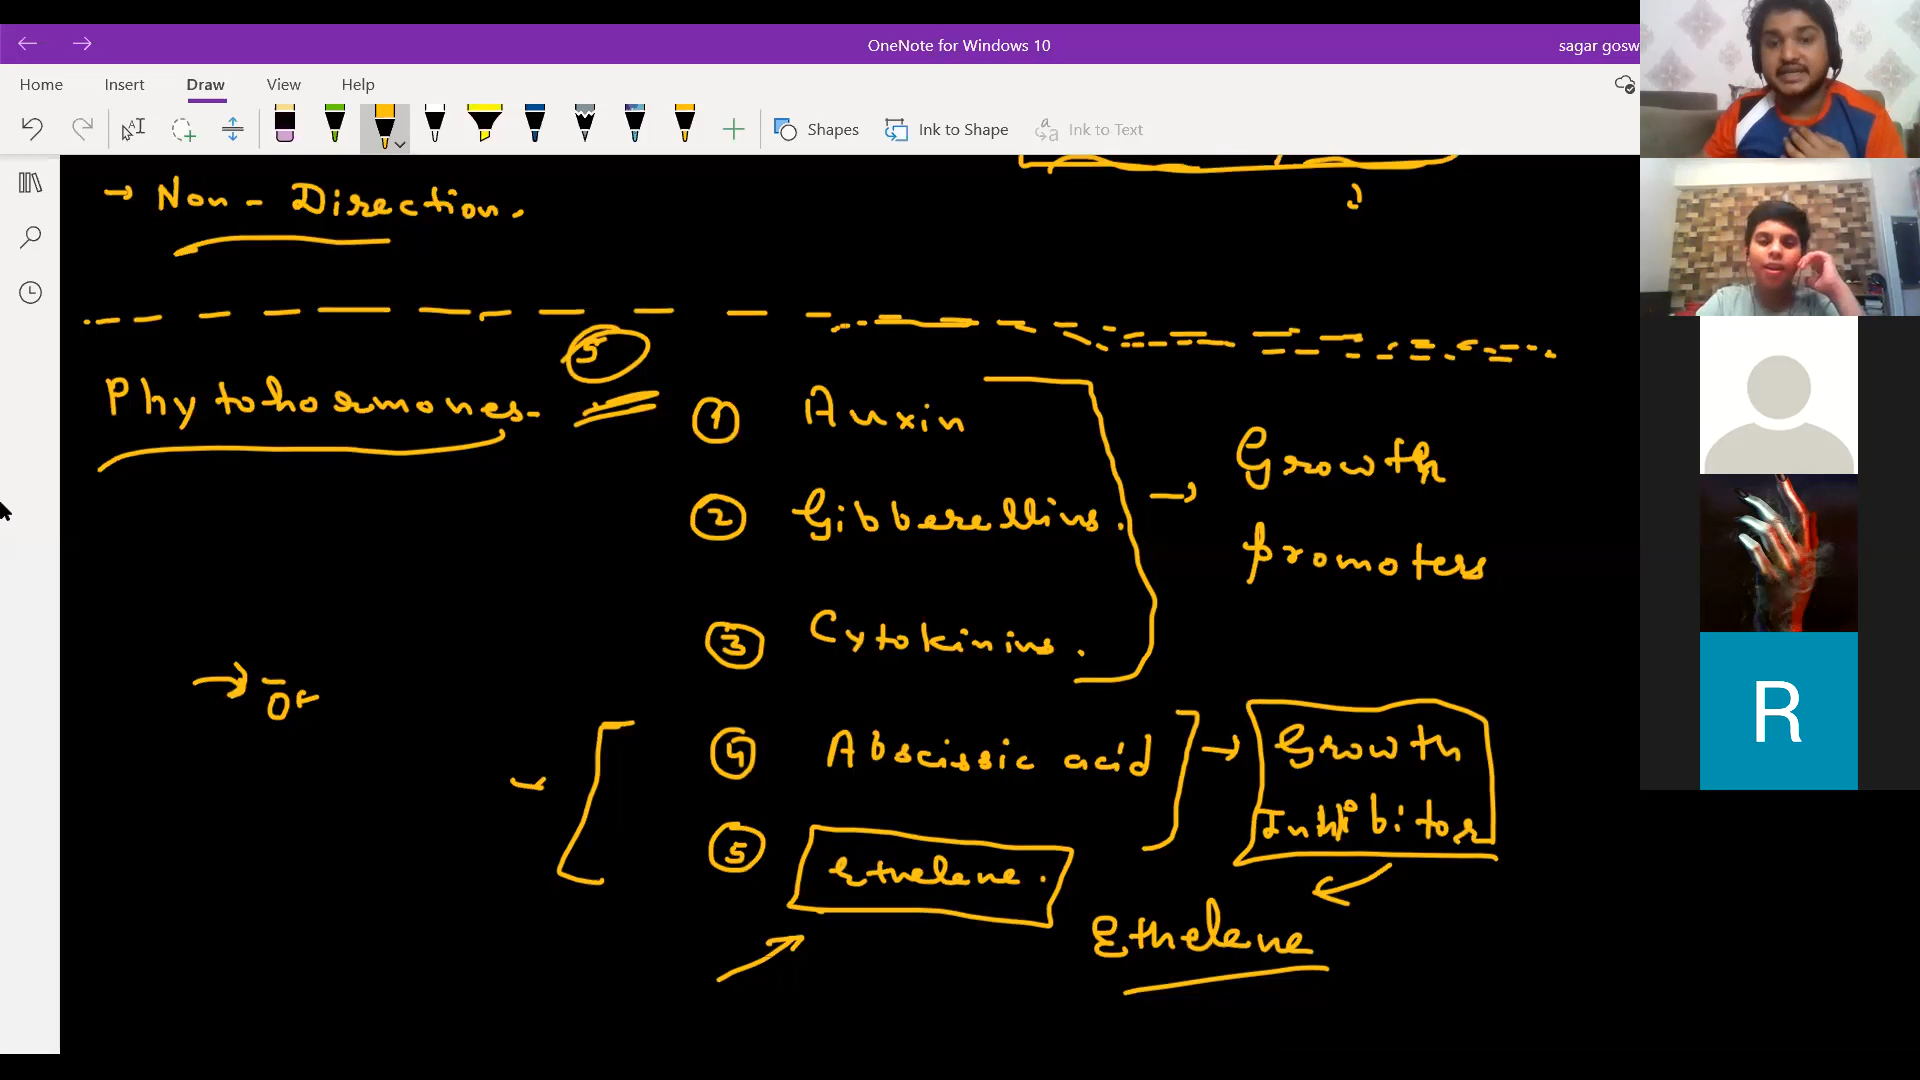 OneNote for Windows 10
sagar gosw
Home Insert Draw View Help
Shapes Ink to Shape Ink to Text
→ Non - Direction.
5
Phytohormones-
① Auxin
② Gibberellins.
③ Cytokinins.
→ Growth
promoters
④ Abscissic acid
⑤ Ethelene.
→ Growth
Inhibitor
Ethelene
R